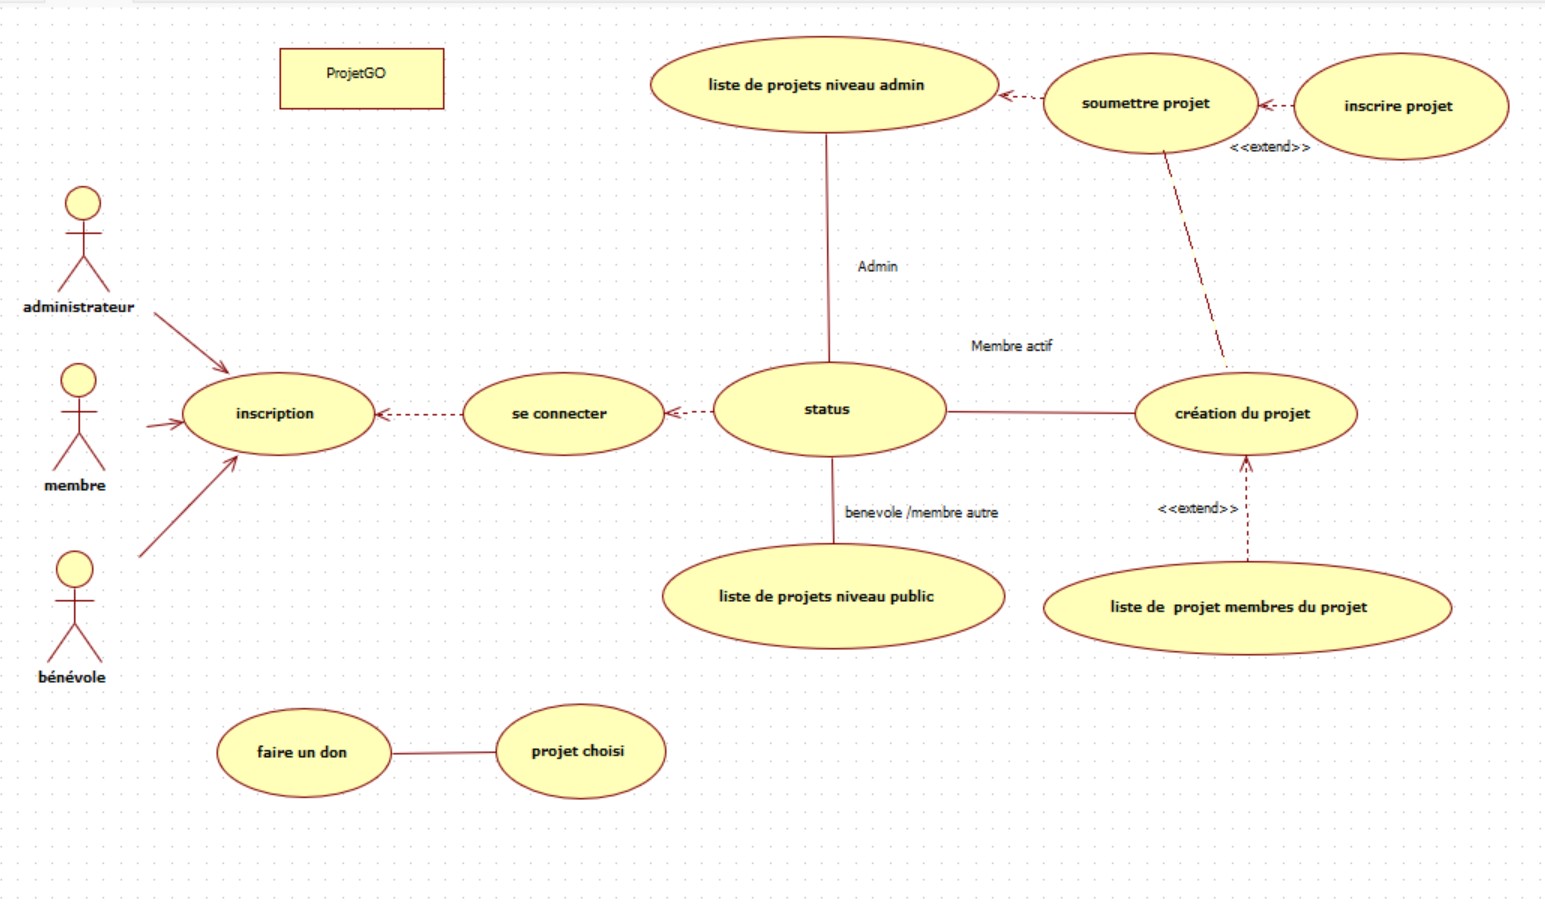 ProjetGO
liste de projets niveau admin
soumettre projet
inscrire projet
<<extend>>
administrateur
Admin
Membre actif
inscription
se connecter
status
création du projet
membre
<<extend>>
benevole /membre autre
liste de projets niveau public
liste de  projet membres du projet
bénévole
faire un don
projet choisi